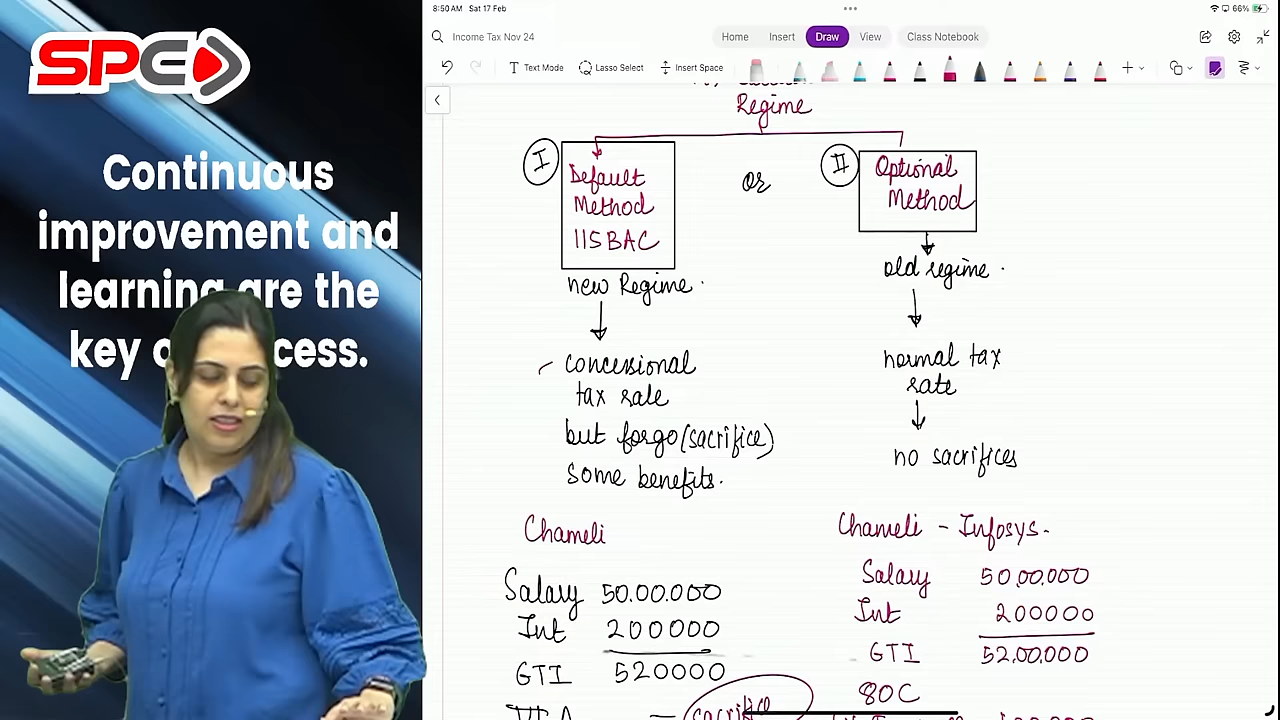 SPC
Continuous
improvement and
learning are the
key
cess.
8:50 AM Sat 17 Feb
66%
Income Tax Nov 24
Home Insert Draw View Class Notebook
Text Mode Lasso Select Insert Space
Regime
I
Default
Method
115BAC
or
II
Optional
Method
new Regime.
old regime.
concessional
tax rate
but forgo (sacrifice)
some benefits.
normal tax
rate
no sacrifices
Chameli
Salary 50,00,000
Int 200000
GTI 520000
sacrifice
Chameli - Infosys.
Salary 50,00,000
Int 200000
GTI 52,00,000
80C